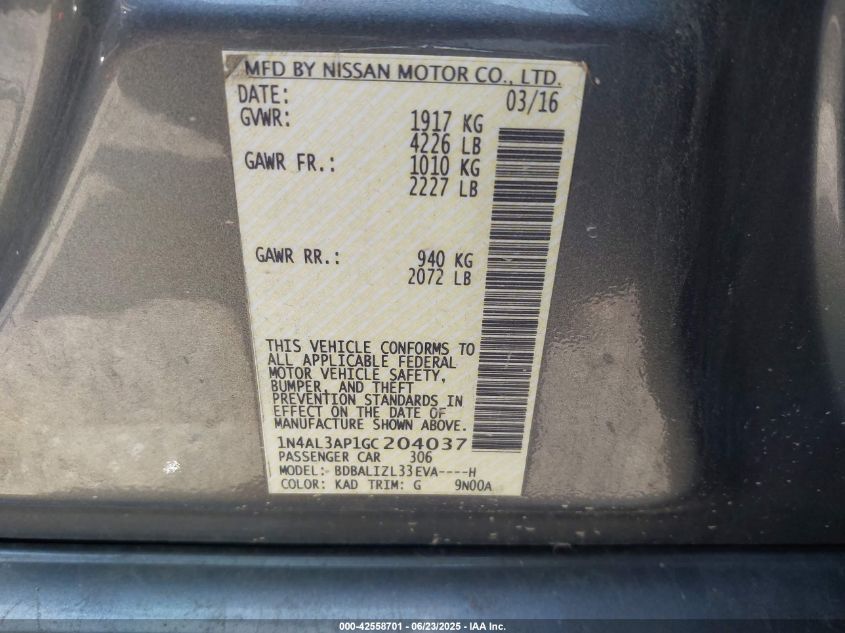 MFD BY NISSAN MOTOR CO., LTD.
DATE: 03/16
GVWR: 1917 KG
4226 LB
GAWR FR.: 1010 KG
2227 LB
GAWR RR.: 940 KG
2072 LB
THIS VEHICLE CONFORMS TO
ALL APPLICABLE FEDERAL
MOTOR VEHICLE SAFETY,
BUMPER, AND THEFT
PREVENTION STANDARDS IN
EFFECT ON THE DATE OF
MANUFACTURE SHOWN ABOVE.
1N4AL3AP1GC204037
PASSENGER CAR 306
MODEL: BDBALIZL33EVA----H
COLOR: KAD TRIM: G 9N00A
000-42558701 - 06/23/2025 - IAA Inc.